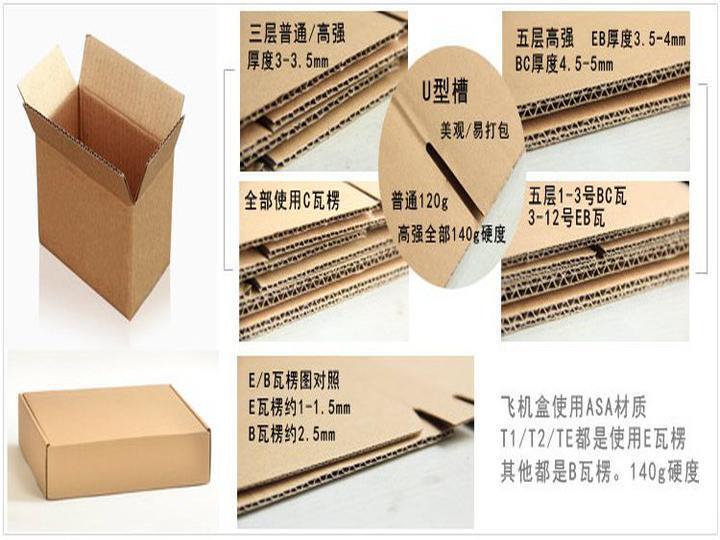 三层普通/高强
厚度3-3.5mm
U型槽
美观/易打包
普通120g
高强全部140g硬度
五层高强 EB厚度3.5-4mm
BC厚度4.5-5mm
全部使用C瓦楞
五层1-3号BC瓦
3-12号EB瓦
E/B瓦楞图对照
E瓦楞约1-1.5mm
B瓦楞约2.5mm
飞机盒使用ASA材质
T1/T2/TE都是使用E瓦楞
其他都是B瓦楞。140g硬度